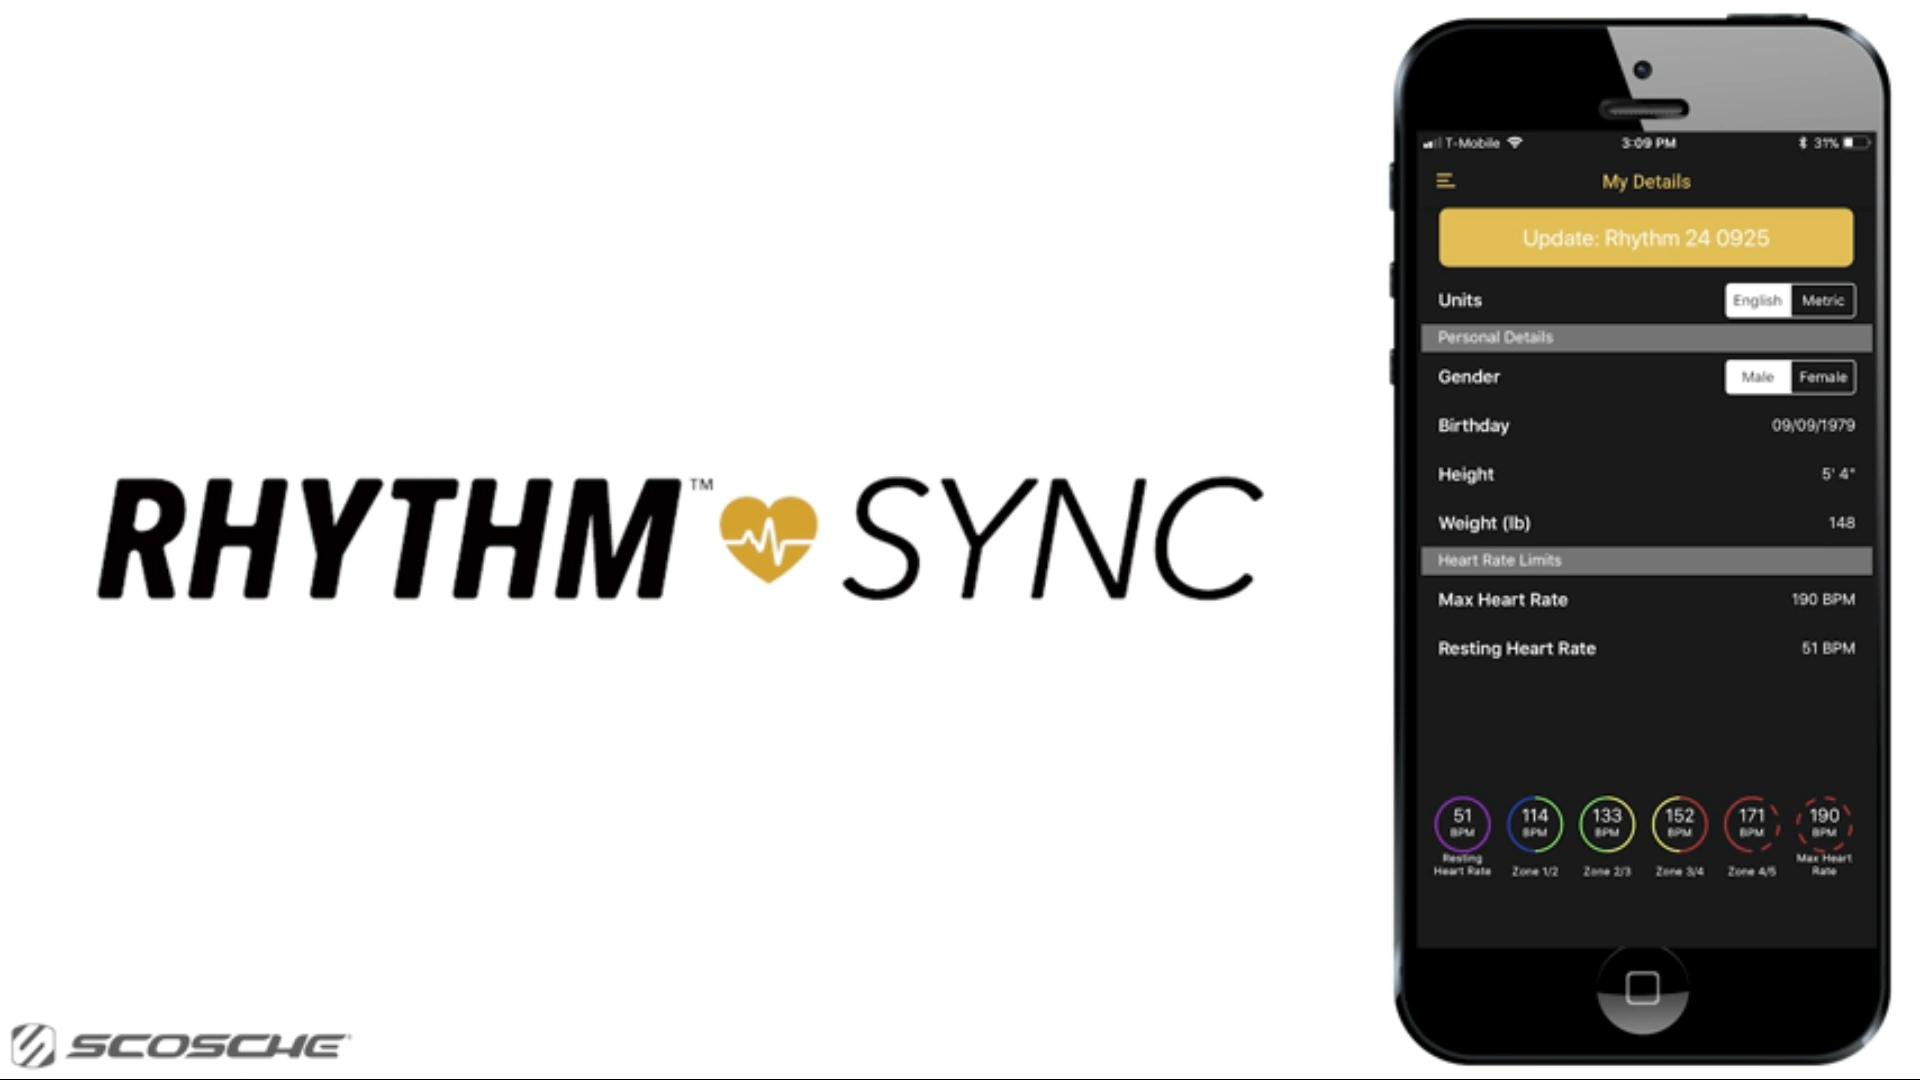 RHYTHM™ SYNC
SCOSCHE
T-Mobile 3:09 PM 31%
My Details
Update: Rhythm 24 0925
Units English Metric
Personal Details
Gender Male Female
Birthday 09/09/1979
Height 5' 4"
Weight (lb) 148
Heart Rate Limits
Max Heart Rate 190 BPM
Resting Heart Rate 51 BPM
51 114 133 152 171 190
BPM BPM BPM BPM BPM BPM
Resting Heart Rate Zone 1/2 Zone 2/3 Zone 3/4 Zone 4/5 Max Heart Rate